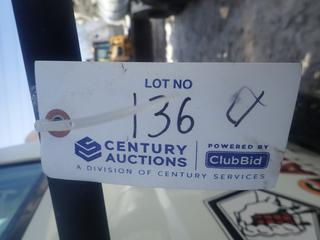 LOT NO
136
CENTURY
AUCTIONS
POWERED BY
ClubBid
A DIVISION OF CENTURY SERVICES